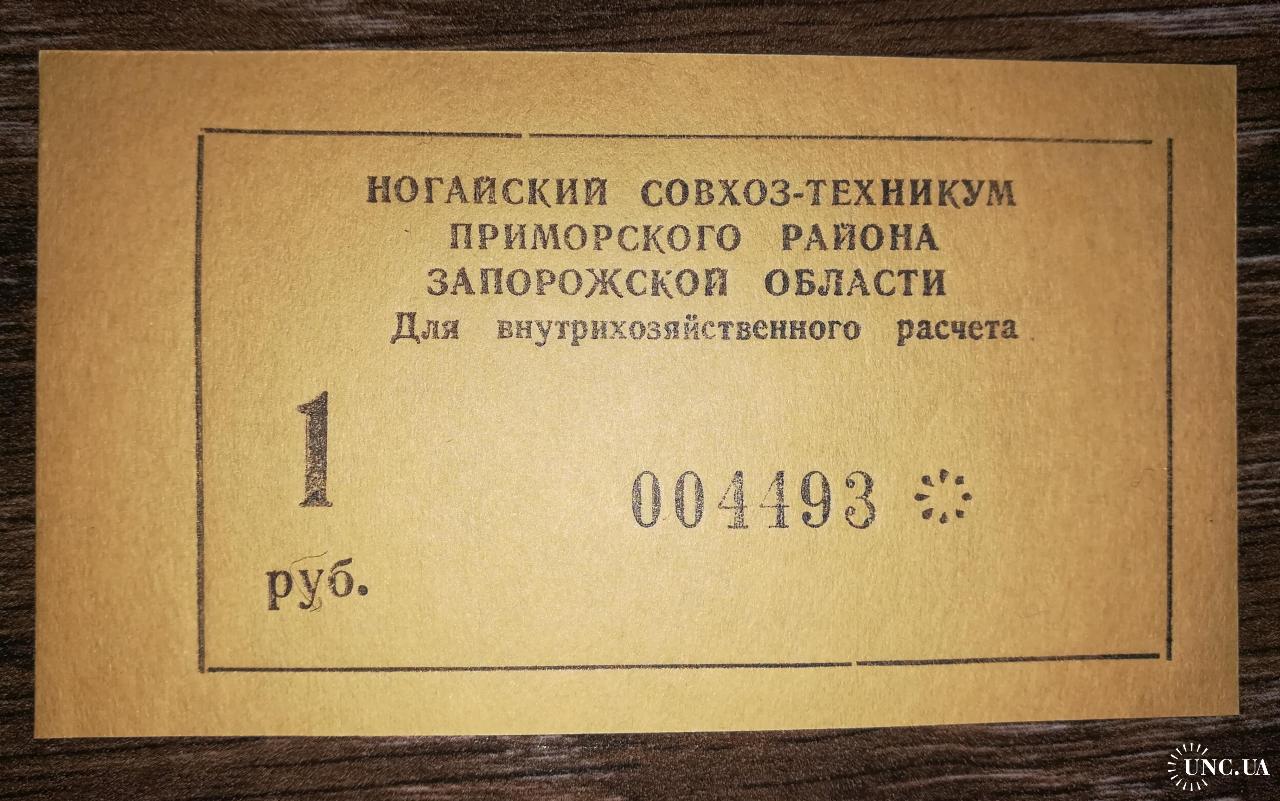 НОГАЙСКИЙ СОВХОЗ-ТЕХНИКУМ
ПРИМОРСКОГО РАЙОНА
ЗАПОРОЖСКОЙ ОБЛАСТИ
Для внутрихозяйственного расчета
1
004493
руб.
UNC.UA